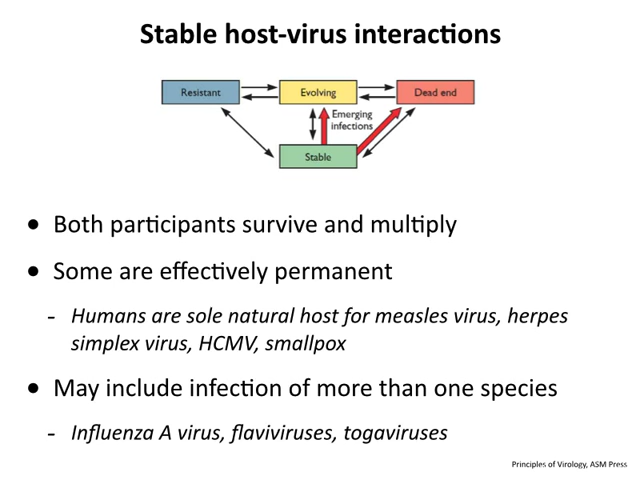 Stable host-virus interactions
Resistant
Evolving
Dead end
Emerging
infections
Stable
• Both participants survive and multiply
• Some are effectively permanent
- Humans are sole natural host for measles virus, herpes
simplex virus, HCMV, smallpox
• May include infection of more than one species
- Influenza A virus, flaviviruses, togaviruses
Principles of Virology, ASM Press